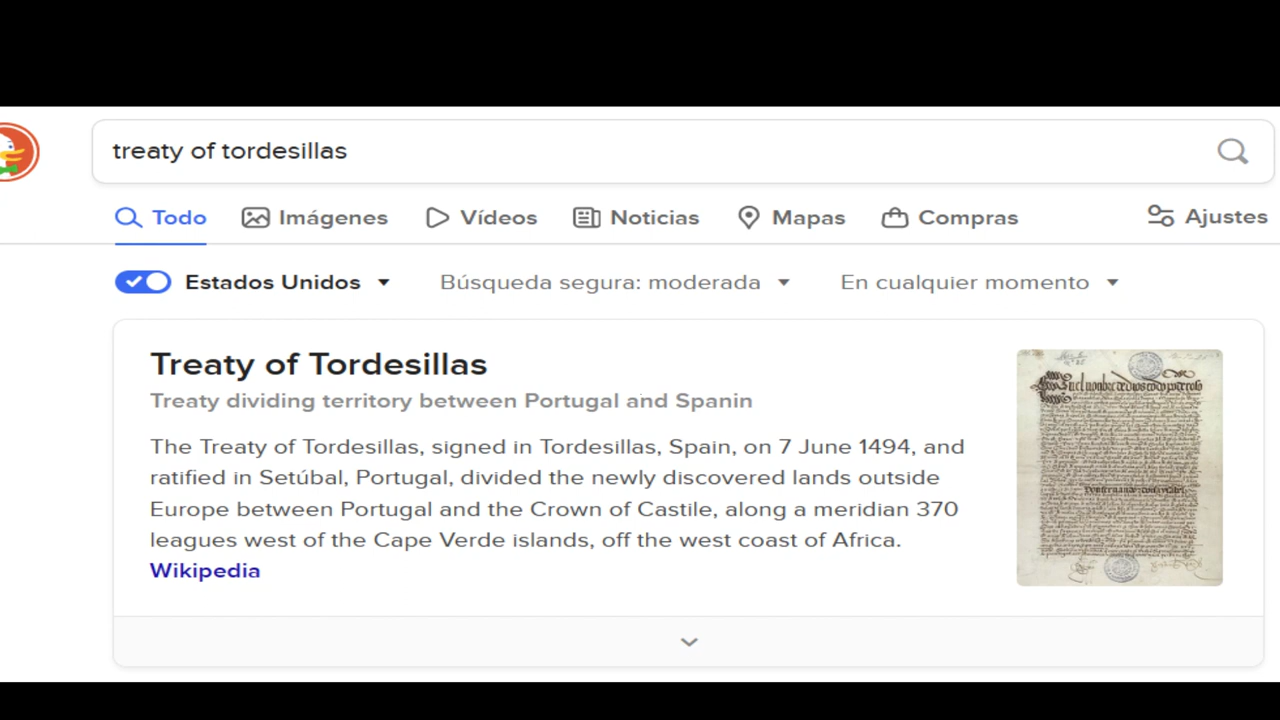 treaty of tordesillas
Todo Imágenes Vídeos Noticias Mapas Compras Ajustes
Estados Unidos Búsqueda segura: moderada En cualquier momento
Treaty of Tordesillas
Treaty dividing territory between Portugal and Spanin
The Treaty of Tordesillas, signed in Tordesillas, Spain, on 7 June 1494, and
ratified in Setúbal, Portugal, divided the newly discovered lands outside
Europe between Portugal and the Crown of Castile, along a meridian 370
leagues west of the Cape Verde islands, off the west coast of Africa.
Wikipedia